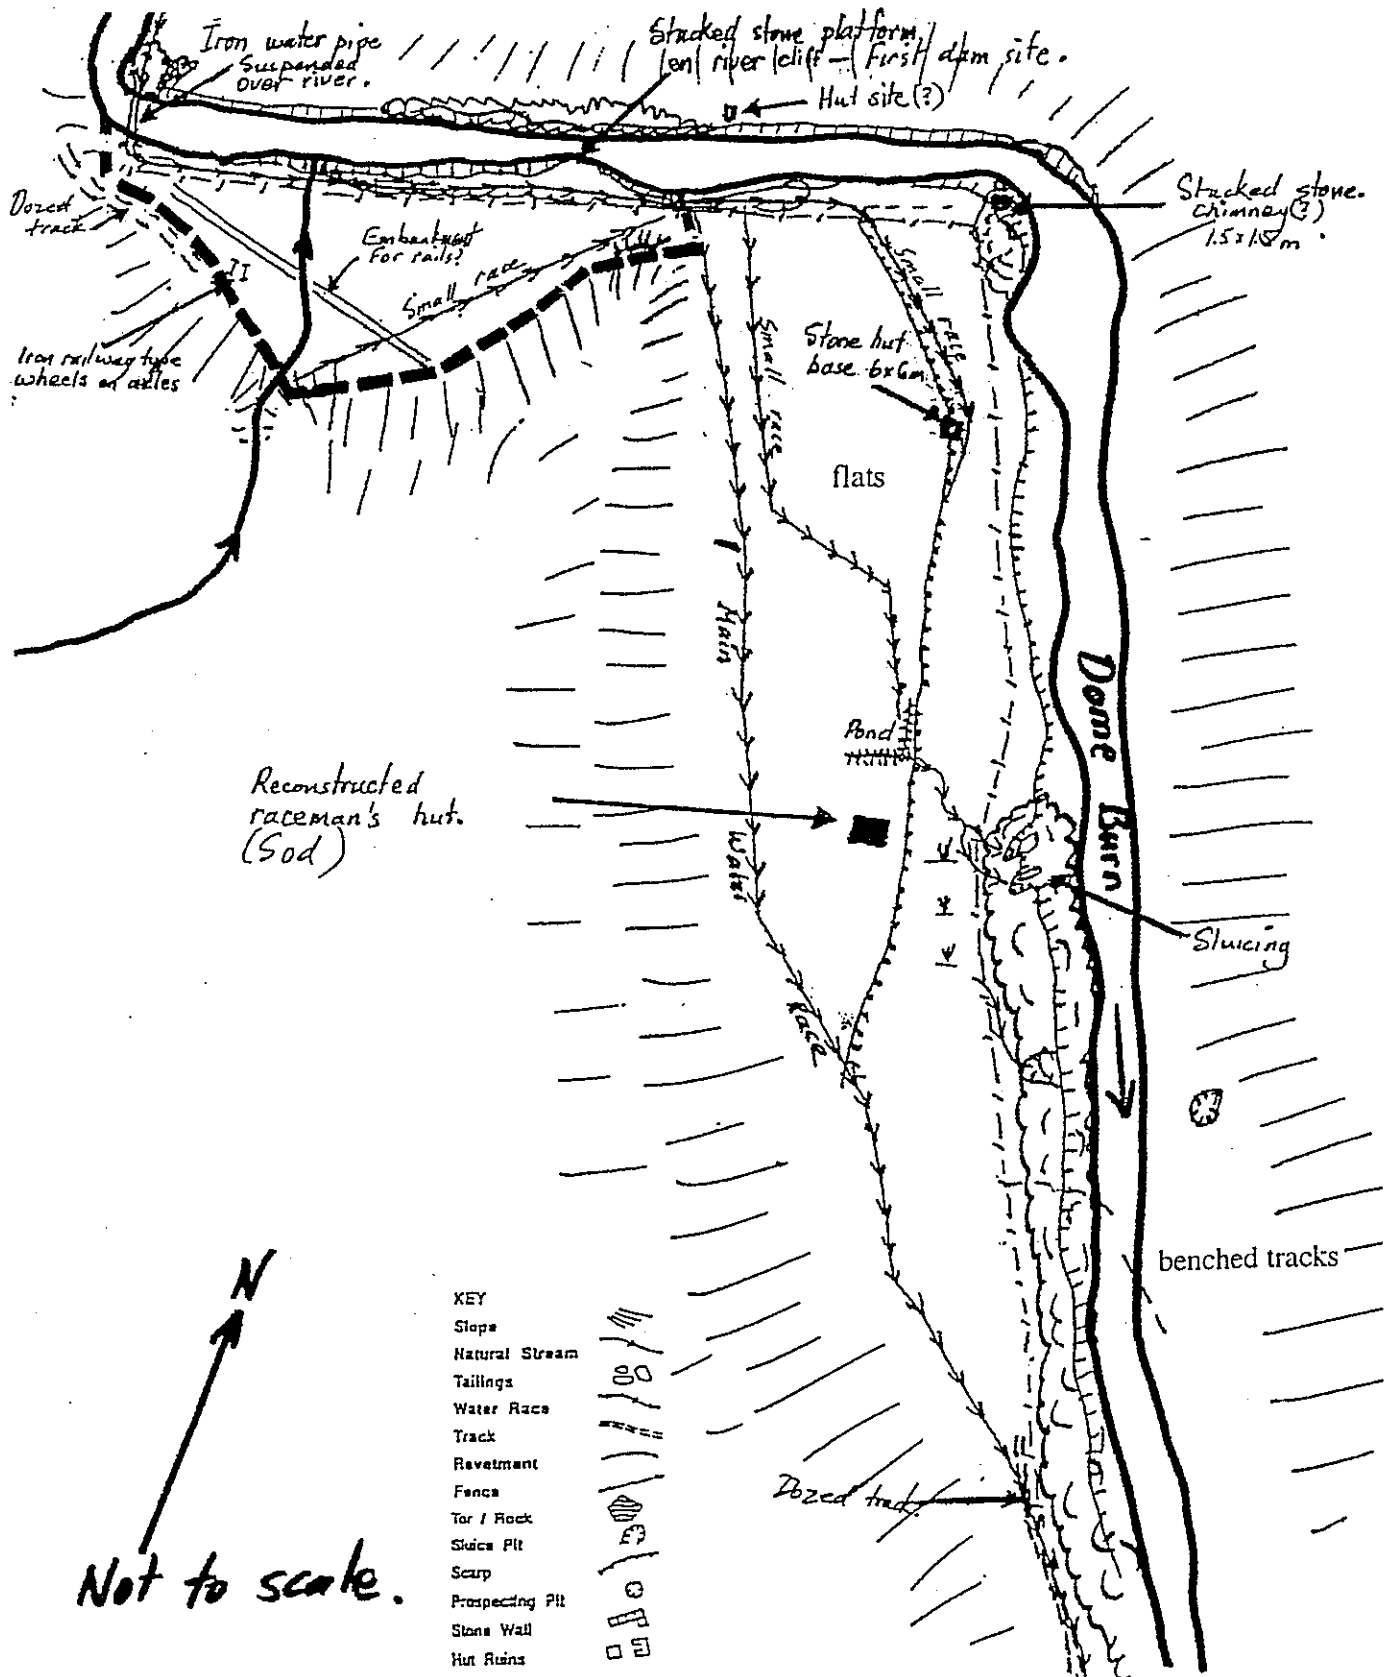 Iron water pipe
Suspended
over river.
Stacked stone platform
on river cliff – First dam site.
Hut site(?)
Stacked stone.
Chimney(?)
1.5 x 1.5 m.
Dozed
track
Embankment
For rails?
Small race
Small race
Small race
Iron railway type
wheels on axles
Stone hut
base 6x6m
flats
Main
Water
Race
Pond
Reconstructed
raceman's hut.
(Sod)
Dome Burn
Sluicing
benched tracks
Dozed track
N
Not to scale.
KEY
Slope
Natural Stream
Tailings
Water Race
Track
Revetment
Fence
Tor / Rock
Sluice Pit
Scarp
Prospecting Pit
Stone Wall
Hut Ruins